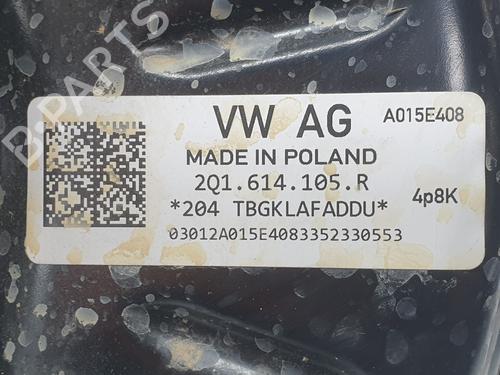 B-PARTS
VW AG
A015E408
MADE IN POLAND
2Q1.614.105.R
4p8K
*204 TBGKLAFADDU*
03012A015E4083352330553